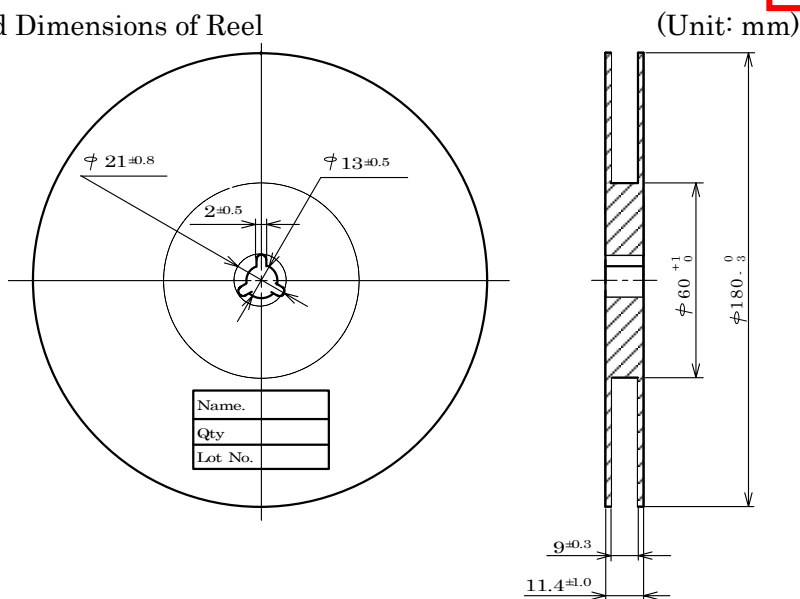 d Dimensions of Reel
(Unit: mm)
ϕ 21±0.8
ϕ 13±0.5
2±0.5
ϕ60 +1 0
ϕ180. 0 3
Name.
Qty
Lot No.
9±0.3
11.4±1.0